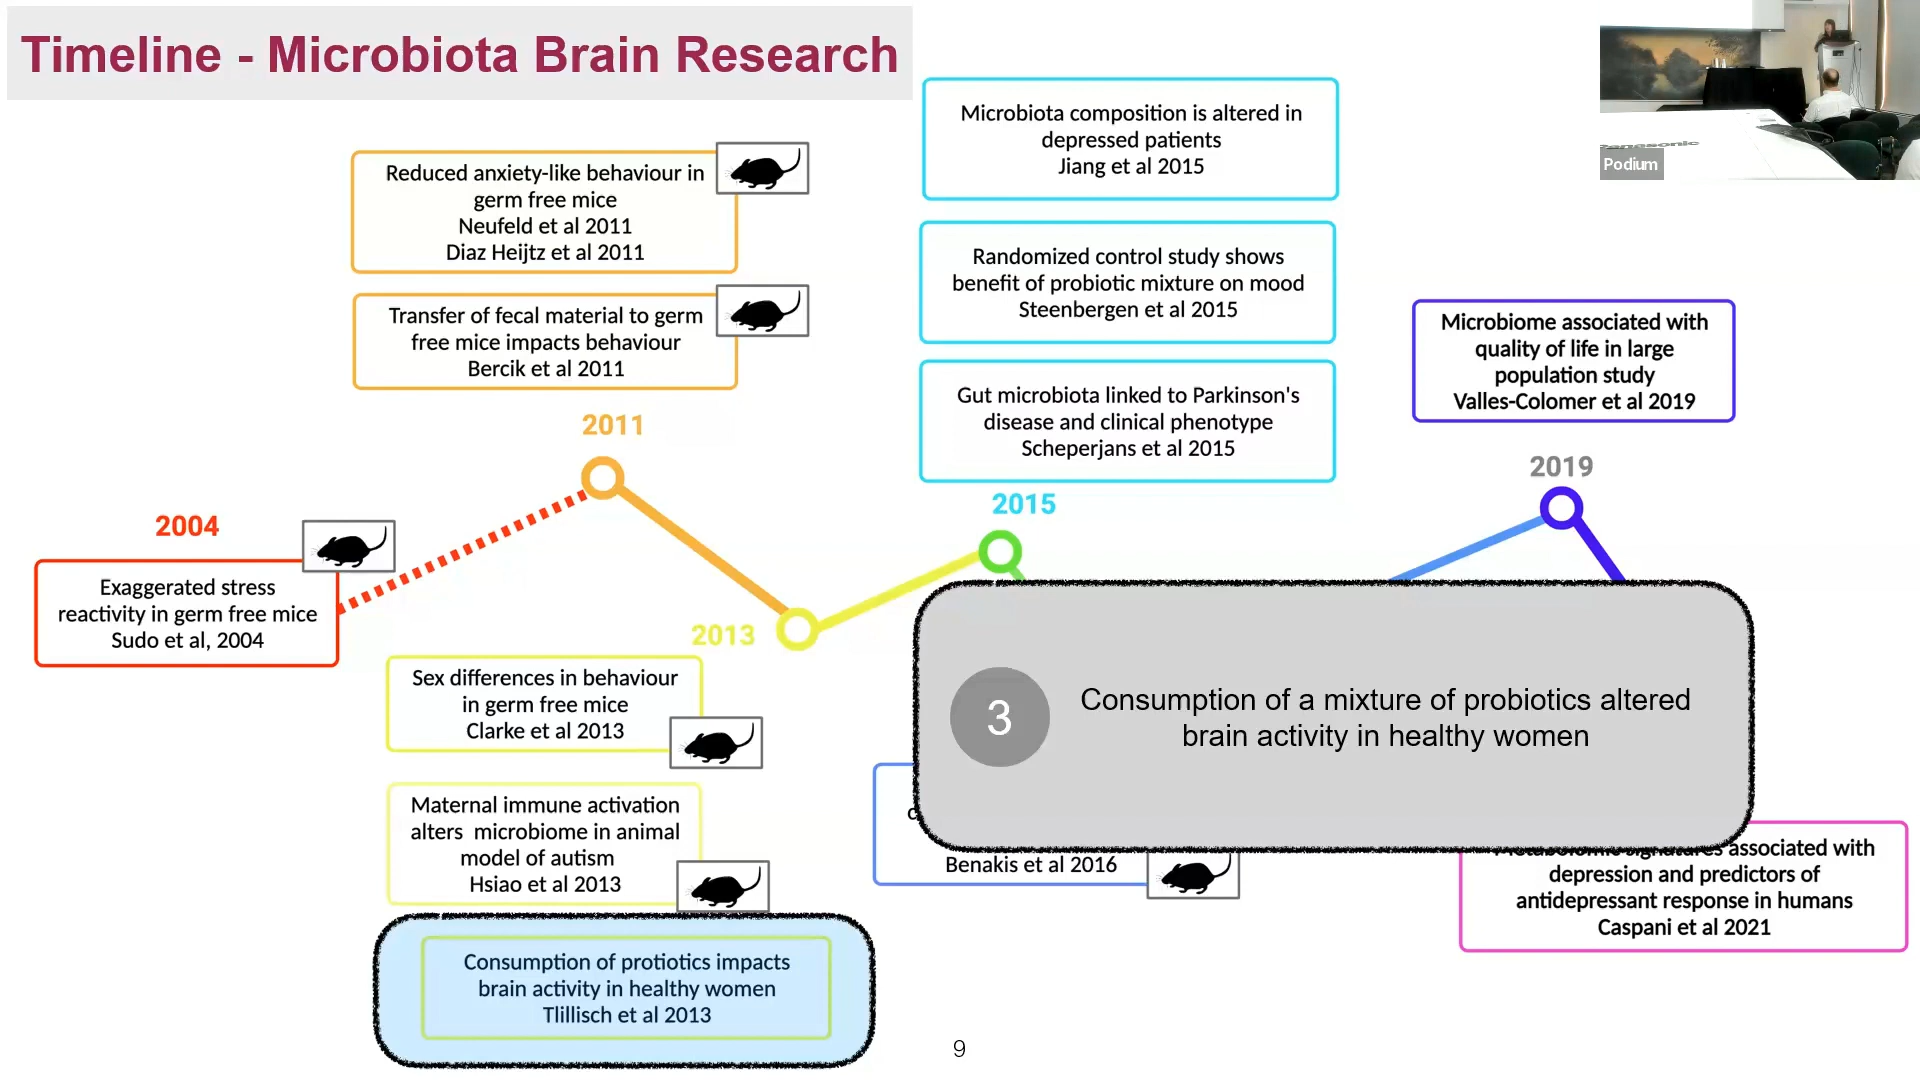 Timeline - Microbiota Brain Research
Podium
Microbiota composition is altered in
depressed patients
Jiang et al 2015
Reduced anxiety-like behaviour in
germ free mice
Neufeld et al 2011
Diaz Heijtz et al 2011
Randomized control study shows
benefit of probiotic mixture on mood
Steenbergen et al 2015
Transfer of fecal material to germ
free mice impacts behaviour
Bercik et al 2011
Microbiome associated with
quality of life in large
population study
Valles-Colomer et al 2019
Gut microbiota linked to Parkinson's
disease and clinical phenotype
Scheperjans et al 2015
2011
2019
2015
2004
Exaggerated stress
reactivity in germ free mice
Sudo et al, 2004
2013
Sex differences in behaviour
in germ free mice
Clarke et al 2013
3
Consumption of a mixture of probiotics altered
brain activity in healthy women
Maternal immune activation
alters microbiome in animal
model of autism
Hsiao et al 2013
Benakis et al 2016
associated with
depression and predictors of
antidepressant response in humans
Caspani et al 2021
Consumption of protiotics impacts
brain activity in healthy women
Tlillisch et al 2013
9